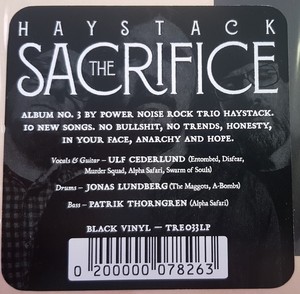 HAYSTACK
THE
SACRIFICE
ALBUM NO. 3 BY POWER NOISE ROCK TRIO HAYSTACK.
10 NEW SONGS. NO BULLSHIT, NO TRENDS, HONESTY,
IN YOUR FACE, ANARCHY AND HOPE.
Vocals & Guitar – ULF CEDERLUND (Entombed, Disfear,
Murder Squad, Alpha Safari, Swarm of Souls)
Drums – JONAS LUNDBERG (The Maggots, A-Bombs)
Bass – PATRIK THORNGREN (Alpha Safari)
BLACK VINYL – TRE033LP
0 200000 078263